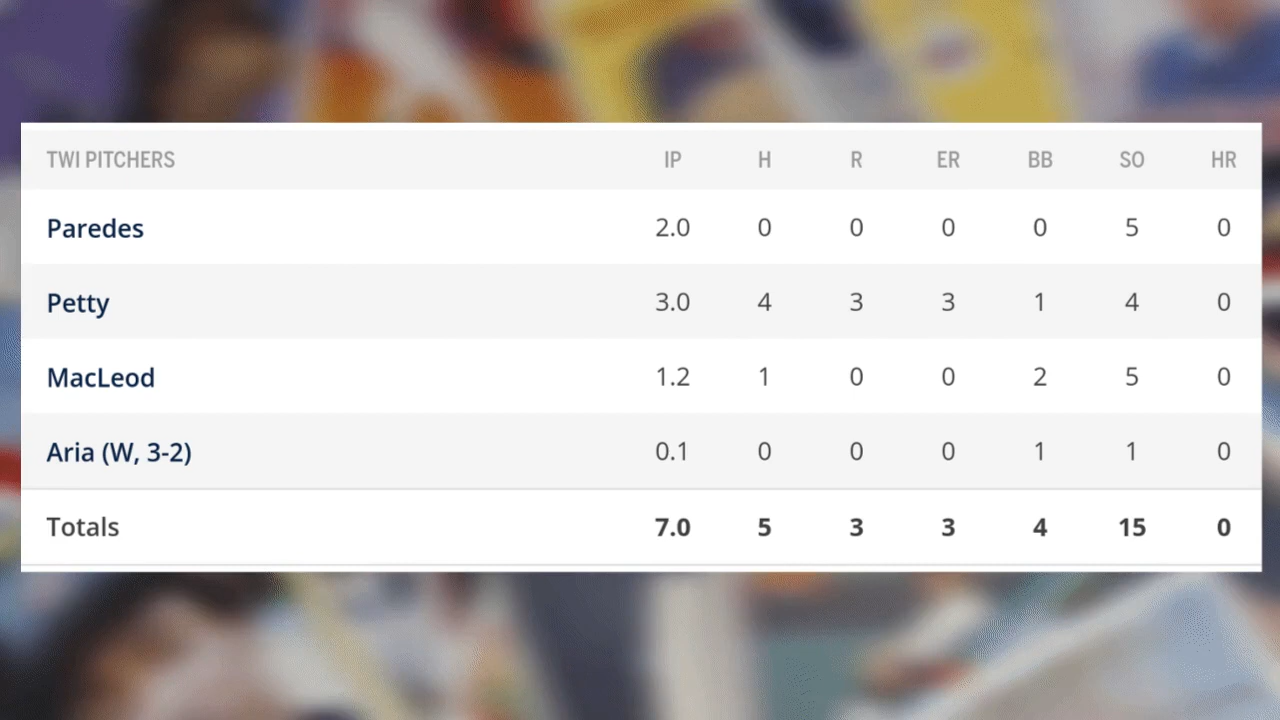 TWI PITCHERS IP H R ER BB SO HR
Paredes 2.0 0 0 0 0 5 0
Petty 3.0 4 3 3 1 4 0
MacLeod 1.2 1 0 0 2 5 0
Aria (W, 3-2) 0.1 0 0 0 1 1 0
Totals 7.0 5 3 3 4 15 0